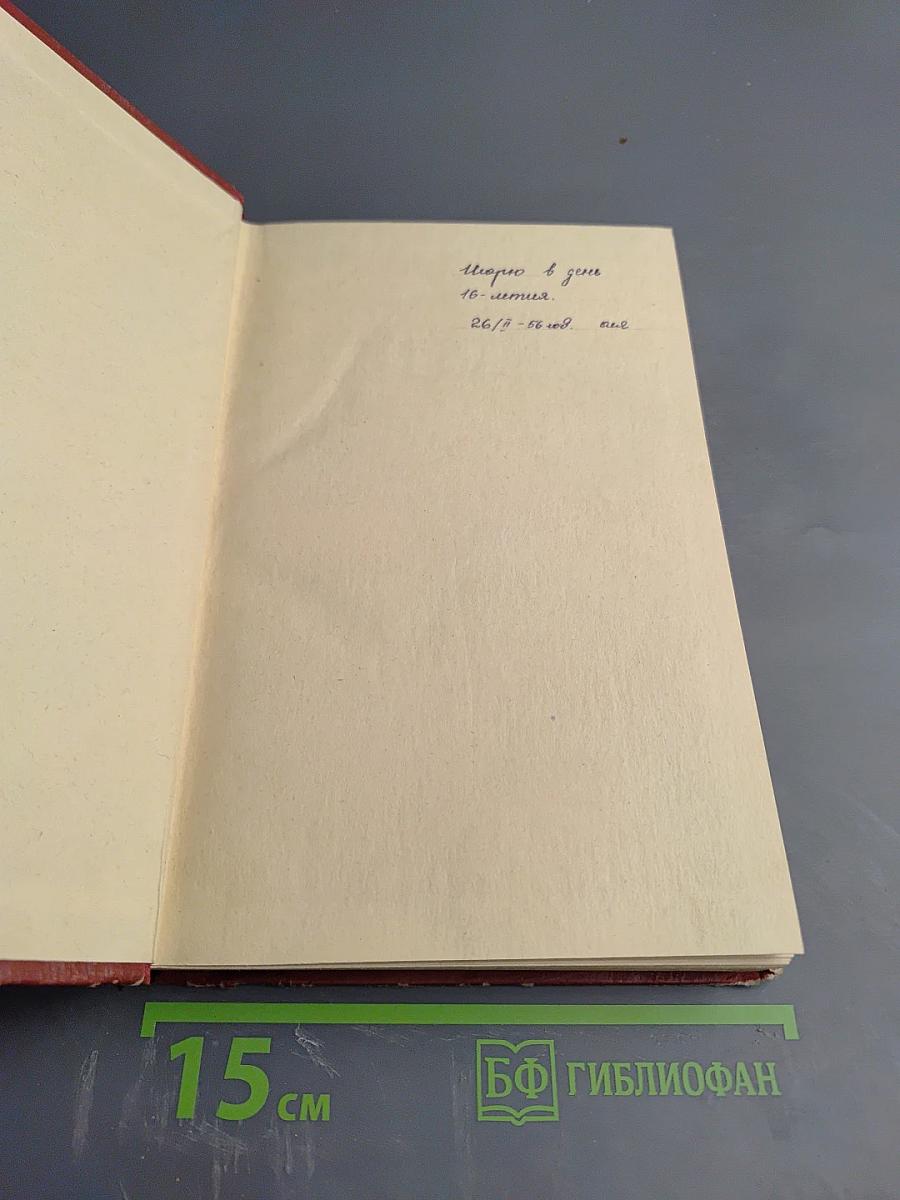 Игорю в день
16-летия.
26/II-56 год.
15 см
БФ ГИБЛИОФАН